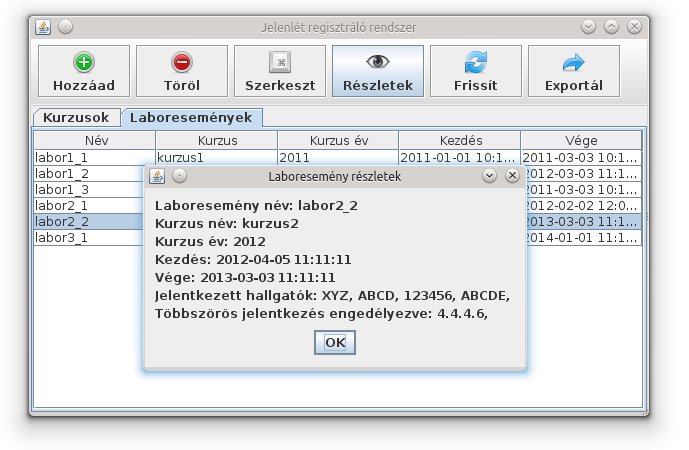 Jelenlét regisztráló rendszer
Hozzáad Töröl Szerkeszt Részletek Frissít Exportál
Kurzusok Laboresemények
Név Kurzus Kurzus év Kezdés Vége
labor1_1 kurzus1 2011 2011-01-01 10:1... 2011-03-03 10:1...
labor1_2 2012-03-03 11:1...
labor1_3 2011-03-03 10:1...
labor2_1 2012-02-02 12:0...
labor2_2 2013-03-03 11:1...
labor3_1 2014-01-01 11:1...
Laboresemény részletek
Laboresemény név: labor2_2
Kurzus név: kurzus2
Kurzus év: 2012
Kezdés: 2012-04-05 11:11:11
Vége: 2013-03-03 11:11:11
Jelentkezett hallgatók: XYZ, ABCD, 123456, ABCDE,
Többszörös jelentkezés engedélyezve: 4.4.4.6,
OK